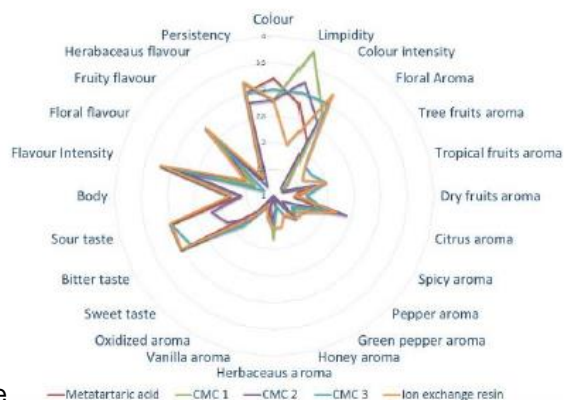 Colour
Persistency Limpidity
Herabaceus flavour Colour intensity
Fruity flavour Floral Aroma
Floral flavour Tree fruits aroma
Flavour Intensity Tropical fruits aroma
Body Dry fruits aroma
Sour taste Citrus aroma
Bitter taste Spicy aroma
Sweet taste Pepper aroma
Oxidized aroma Green pepper aroma
Vanilla aroma Honey aroma
Herbaceus aroma
e
Metatartaric acid CMC 1 CMC 2 CMC 3 Ion exchange resin